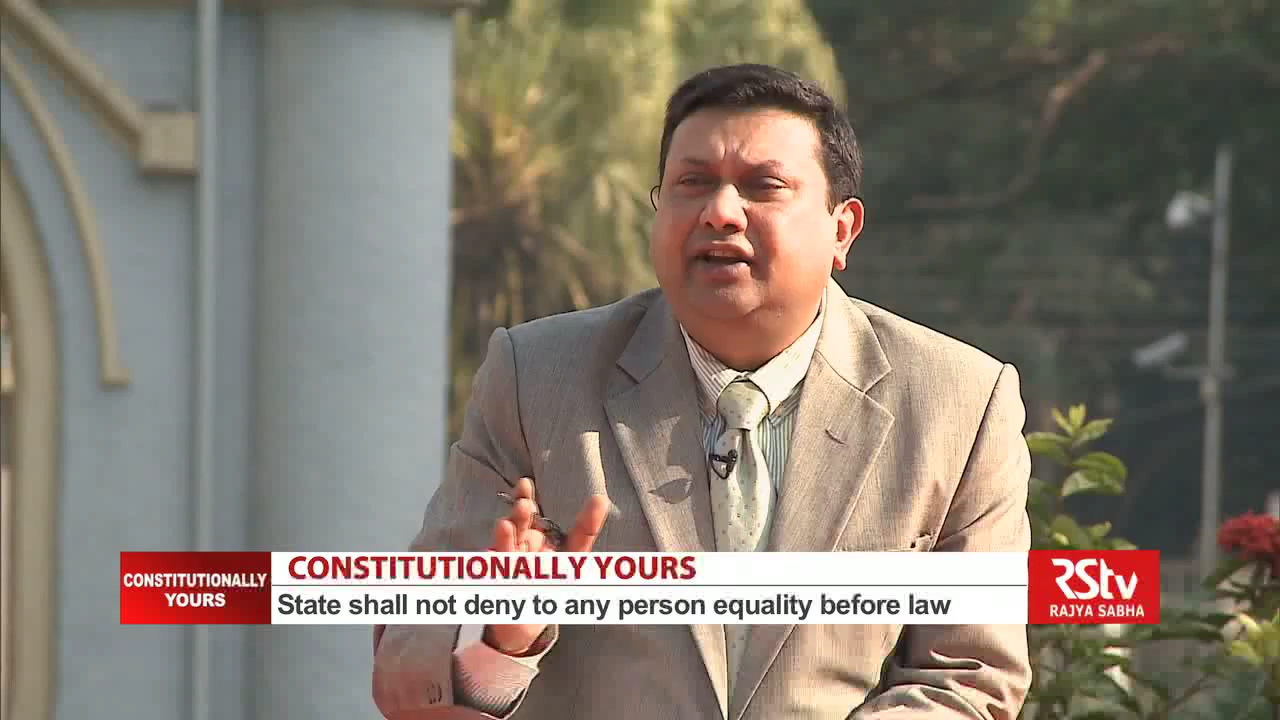 CONSTITUTIONALLY
YOURS
CONSTITUTIONALLY YOURS
State shall not deny to any person equality before law
RStv
RAJYA SABHA